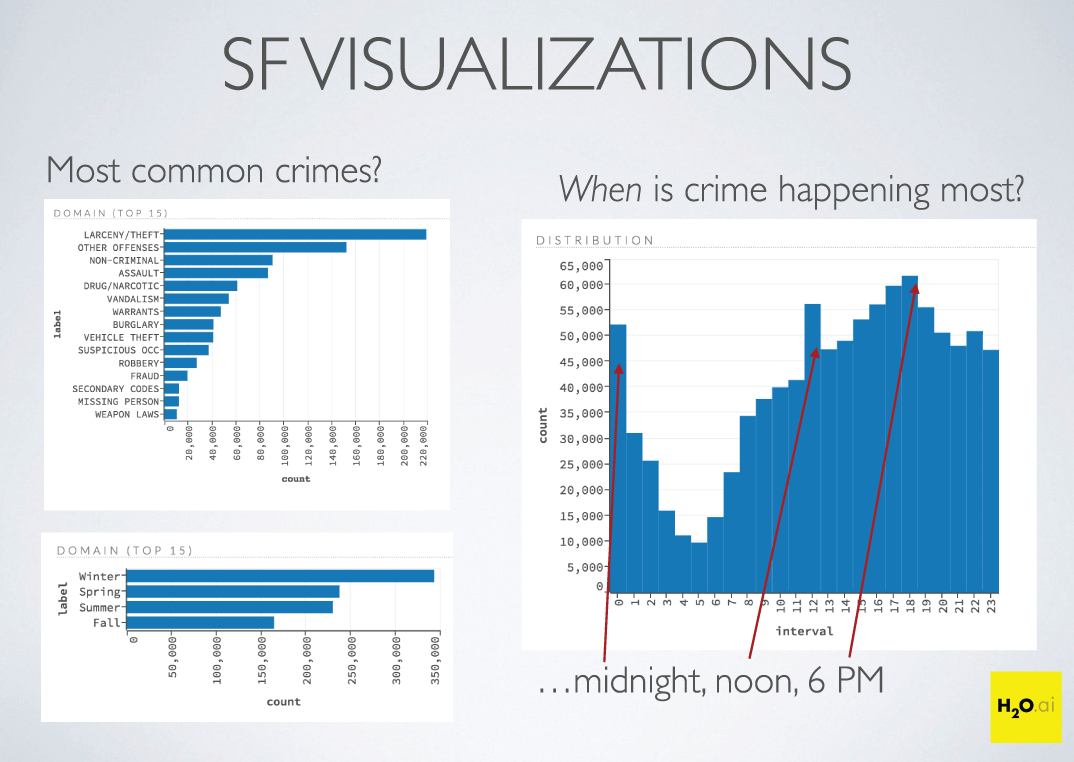 SF VISUALIZATIONS
Most common crimes?
DOMAIN (TOP 15)
label
LARCENY/THEFT
OTHER OFFENSES
NON-CRIMINAL
ASSAULT
DRUG/NARCOTIC
VANDALISM
WARRANTS
BURGLARY
VEHICLE THEFT
SUSPICIOUS OCC
ROBBERY
FRAUD
SECONDARY CODES
MISSING PERSON
WEAPON LAWS
0 20,000 40,000 60,000 80,000 100,000 120,000 140,000 160,000 180,000 200,000 220,000
count
DOMAIN (TOP 15)
label
Winter
Spring
Summer
Fall
0 50,000 100,000 150,000 200,000 250,000 300,000 350,000
count
When is crime happening most?
DISTRIBUTION
count
65,000
60,000
55,000
50,000
45,000
40,000
35,000
30,000
25,000
20,000
15,000
10,000
5,000
0
0 1 2 3 4 5 6 7 8 9 10 11 12 13 14 15 16 17 18 19 20 21 22 23
interval
...midnight, noon, 6 PM
H2O.ai